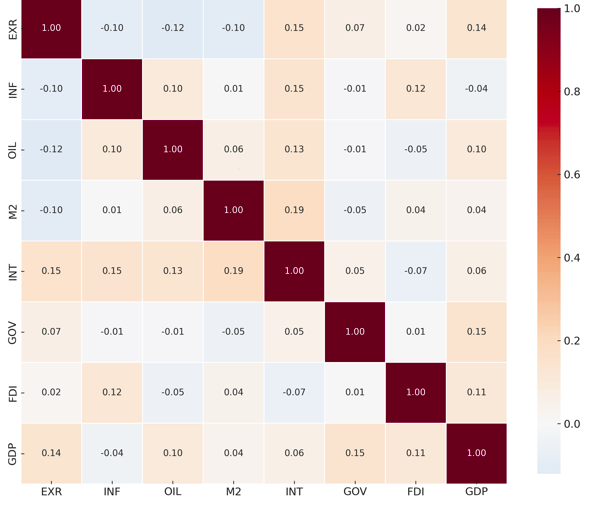 EXR 1.00 -0.10 -0.12 -0.10 0.15 0.07 0.02 0.14
INF -0.10 1.00 0.10 0.01 0.15 -0.01 0.12 -0.04
OIL -0.12 0.10 1.00 0.06 0.13 -0.01 -0.05 0.10
M2 -0.10 0.01 0.06 1.00 0.19 -0.05 0.04 0.04
INT 0.15 0.15 0.13 0.19 1.00 0.05 -0.07 0.06
GOV 0.07 -0.01 -0.01 -0.05 0.05 1.00 0.01 0.15
FDI 0.02 0.12 -0.05 0.04 -0.07 0.01 1.00 0.11
GDP 0.14 -0.04 0.10 0.04 0.06 0.15 0.11 1.00
EXR INF OIL M2 INT GOV FDI GDP
1.0
0.8
0.6
0.4
0.2
0.0